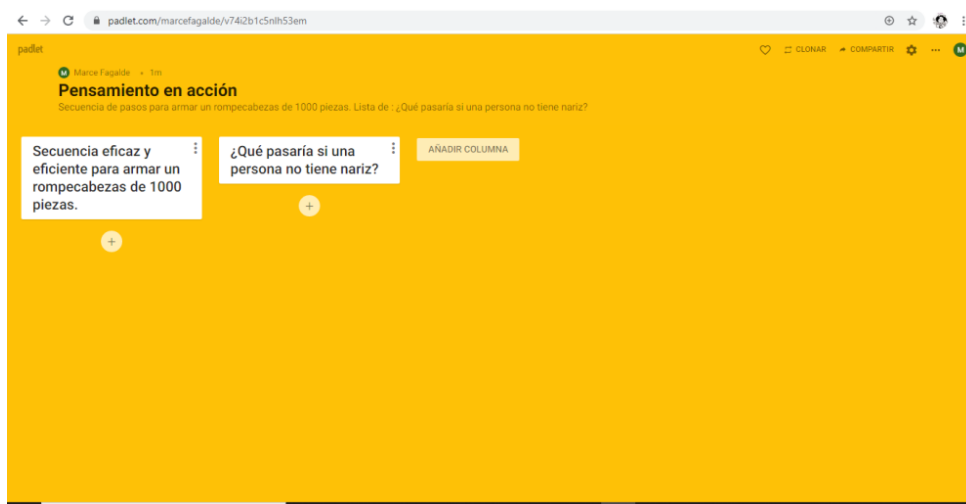 padlet.com/marcefagalde/v74i2b1c5nlh53em
padlet
CLONAR
COMPARTIR
M
M Marce Fagalde • 1m
Pensamiento en acción
Secuencia de pasos para armar un rompecabezas de 1000 piezas. Lista de : ¿Qué pasaría si una persona no tiene nariz?
Secuencia eficaz y
eficiente para armar un
rompecabezas de 1000
piezas.
¿Qué pasaría si una
persona no tiene nariz?
AÑADIR COLUMNA